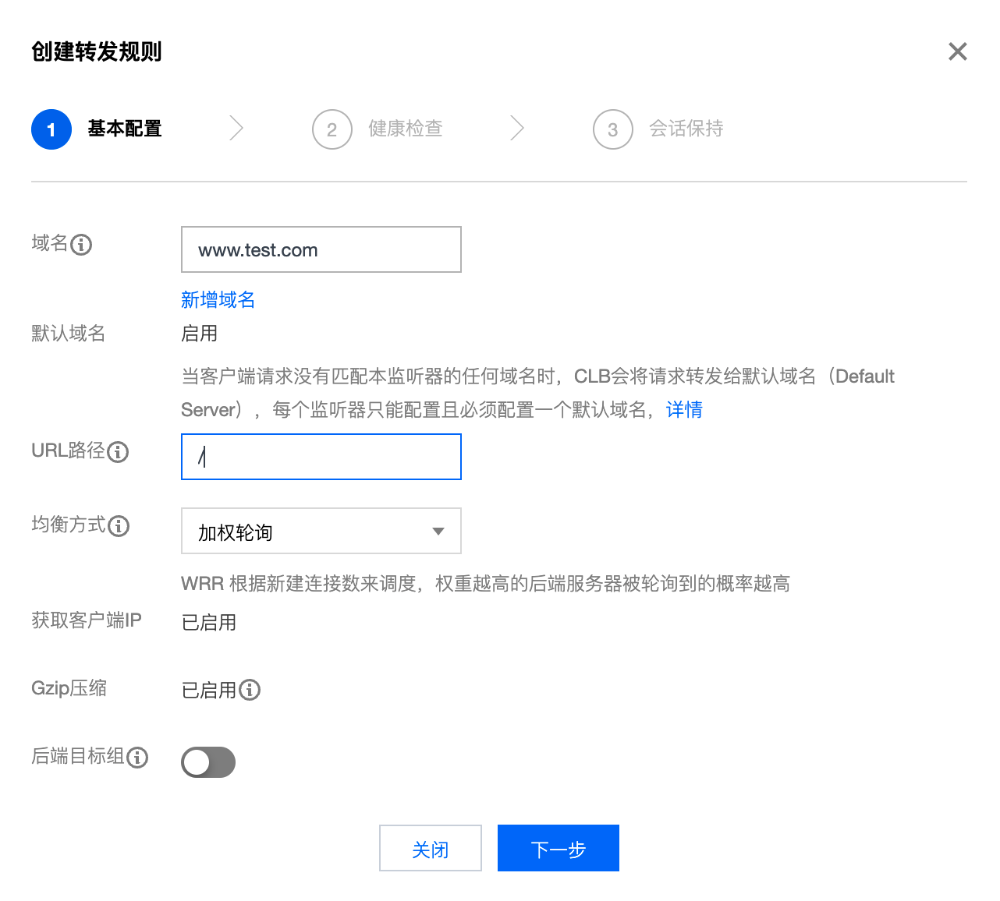 创建转发规则
1 基本配置 2 健康检查 3 会话保持
域名 www.test.com
新增域名
默认域名 启用
当客户端请求没有匹配本监听器的任何域名时，CLB会将请求转发给默认域名（Default
Server），每个监听器只能配置且必须配置一个默认域名，详情
URL路径 /
均衡方式 加权轮询
WRR 根据新建连接数来调度，权重越高的后端服务器被轮询到的概率越高
获取客户端IP 已启用
Gzip压缩 已启用
后端目标组
关闭 下一步